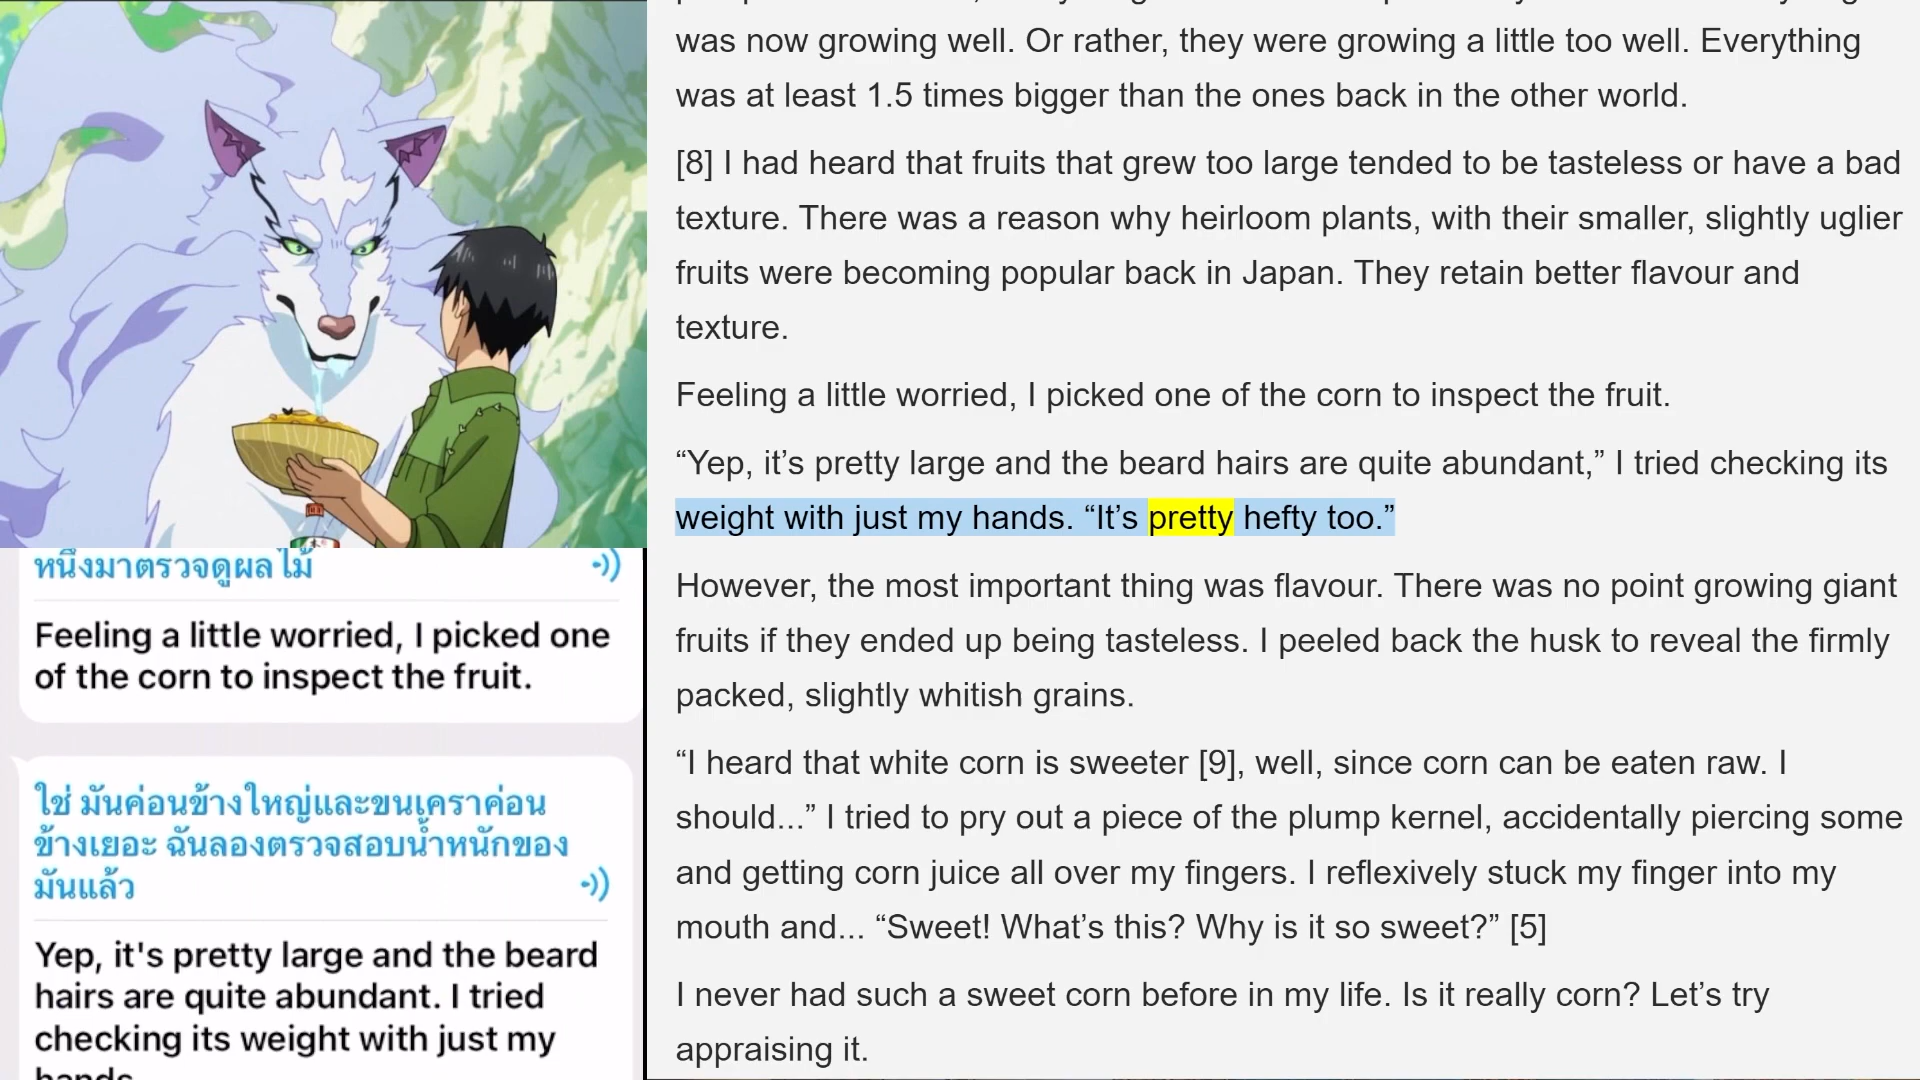 หนึ่งมาตรวจดูผลไม้
Feeling a little worried, I picked one
of the corn to inspect the fruit.
ใช่ มันค่อนข้างใหญ่และขนเคราค่อน
ข้างเยอะ ฉันลองตรวจสอบน้ำหนักของ
มันแล้ว
Yep, it's pretty large and the beard
hairs are quite abundant. I tried
checking its weight with just my
hands.
was now growing well. Or rather, they were growing a little too well. Everything
was at least 1.5 times bigger than the ones back in the other world.
[8] I had heard that fruits that grew too large tended to be tasteless or have a bad
texture. There was a reason why heirloom plants, with their smaller, slightly uglier
fruits were becoming popular back in Japan. They retain better flavour and
texture.
Feeling a little worried, I picked one of the corn to inspect the fruit.
“Yep, it’s pretty large and the beard hairs are quite abundant,” I tried checking its
weight with just my hands. “It’s pretty hefty too.”
However, the most important thing was flavour. There was no point growing giant
fruits if they ended up being tasteless. I peeled back the husk to reveal the firmly
packed, slightly whitish grains.
“I heard that white corn is sweeter [9], well, since corn can be eaten raw. I
should...” I tried to pry out a piece of the plump kernel, accidentally piercing some
and getting corn juice all over my fingers. I reflexively stuck my finger into my
mouth and... “Sweet! What’s this? Why is it so sweet?” [5]
I never had such a sweet corn before in my life. Is it really corn? Let’s try
appraising it.